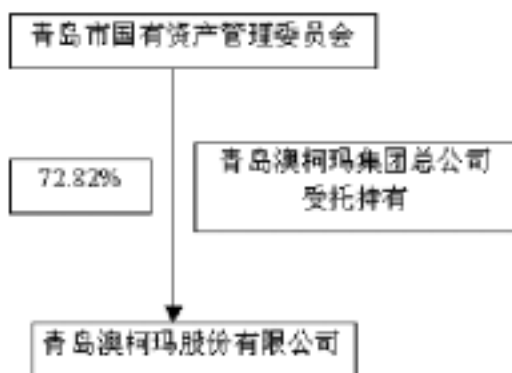 青岛市国有资产管理委员会
72.82%
青岛澳柯玛集团总公司
受托持有
青岛澳柯玛股份有限公司